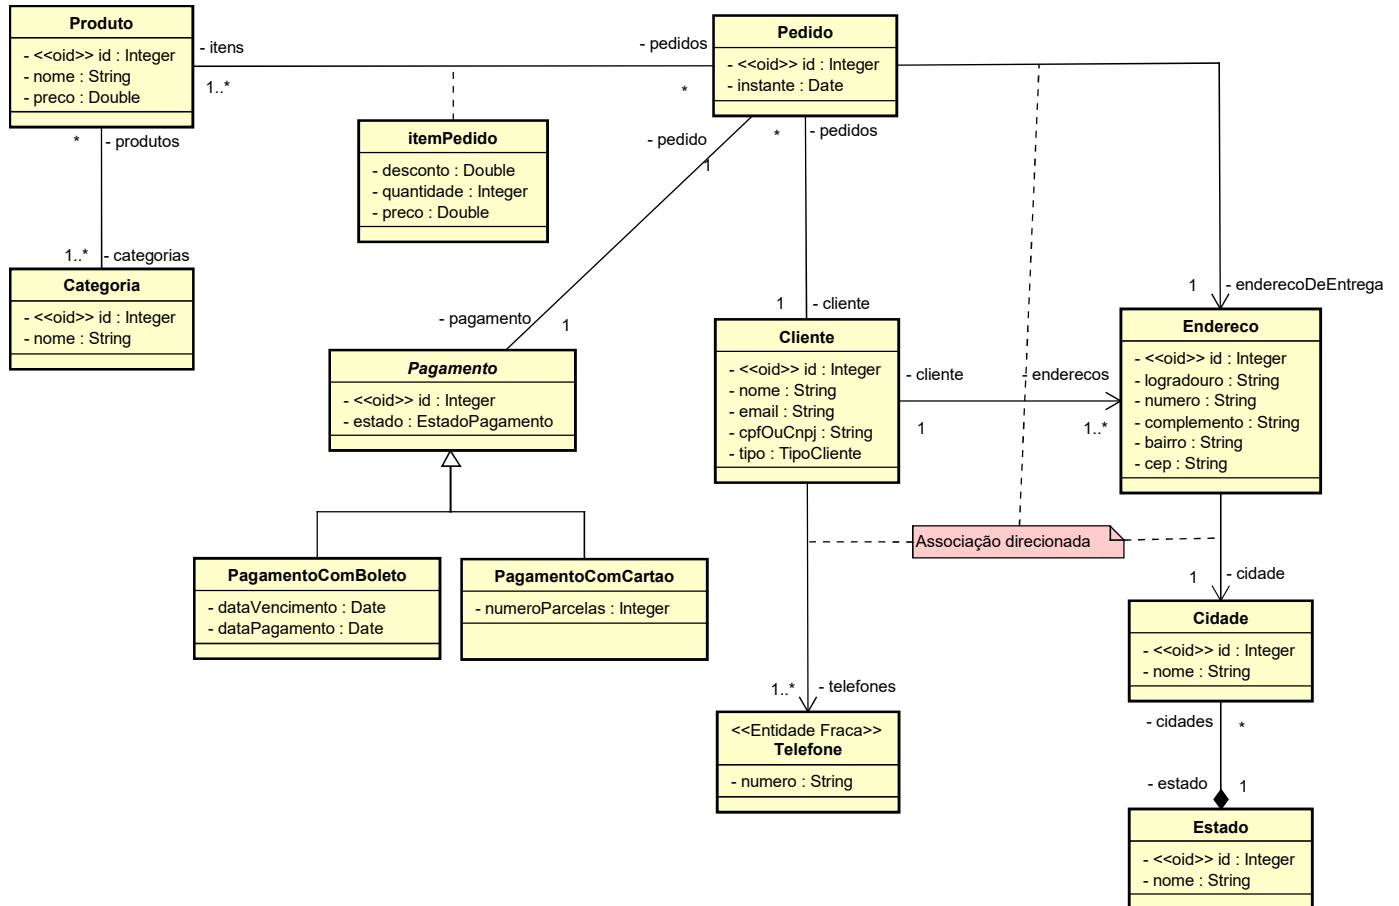 Produto
- <<oid>> id : Integer
- nome : String
- preco : Double
- itens
1..*
- pedidos
*
Pedido
- <<oid>> id : Integer
- instante : Date
itemPedido
- desconto : Double
- quantidade : Integer
- preco : Double
* - produtos
1..* - categorias
Categoria
- <<oid>> id : Integer
- nome : String
- pedido
1
* - pedidos
- pagamento
1
1 - cliente
1 - enderecoDeEntrega
Pagamento
- <<oid>> id : Integer
- estado : EstadoPagamento
Cliente
- <<oid>> id : Integer
- nome : String
- email : String
- cpfOuCnpj : String
- tipo : TipoCliente
- cliente
1
- enderecos
1..*
Endereco
- <<oid>> id : Integer
- logradouro : String
- numero : String
- complemento : String
- bairro : String
- cep : String
Associação direcionada
PagamentoComBoleto
- dataVencimento : Date
- dataPagamento : Date
PagamentoComCartao
- numeroParcelas : Integer
1 - cidade
Cidade
- <<oid>> id : Integer
- nome : String
1..* - telefones
<<Entidade Fraca>>
Telefone
- numero : String
- cidades *
- estado 1
Estado
- <<oid>> id : Integer
- nome : String